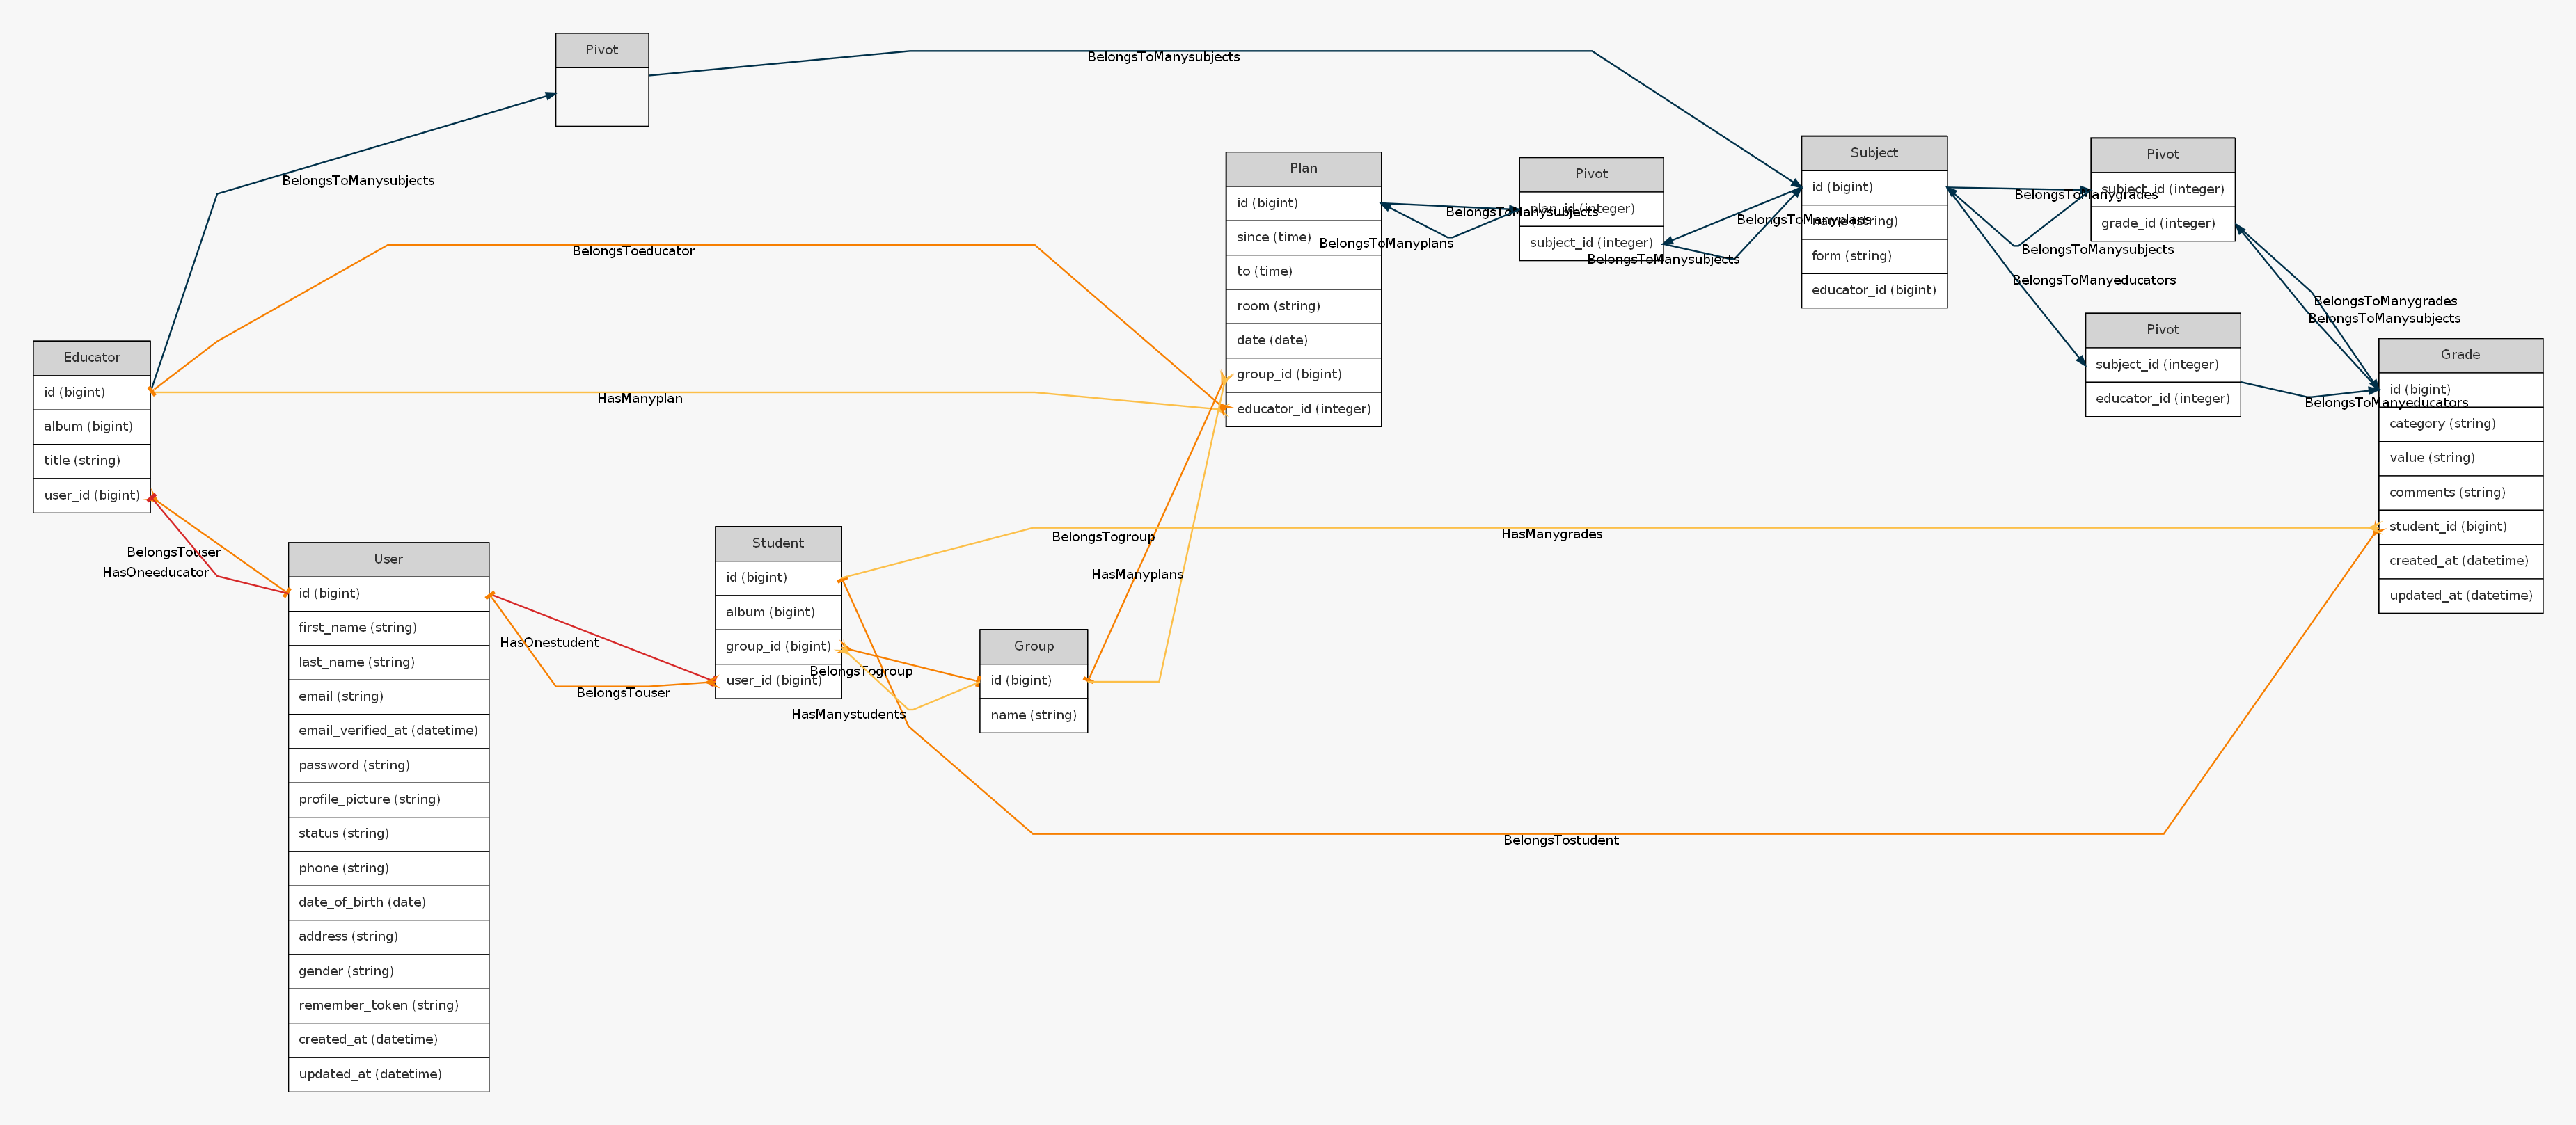 Pivot
BelongsToManysubjects
BelongsToManysubjects
Educator
id (bigint)
album (bigint)
title (string)
user_id (bigint)
BelongsToeducator
HasManyplan
BelongsTouser
HasOneeducator
User
id (bigint)
first_name (string)
last_name (string)
email (string)
email_verified_at (datetime)
password (string)
profile_picture (string)
status (string)
phone (string)
date_of_birth (date)
address (string)
gender (string)
remember_token (string)
created_at (datetime)
updated_at (datetime)
HasOnestudent
BelongsTouser
Student
id (bigint)
album (bigint)
group_id (bigint)
user_id (bigint)
BelongsTogroup
HasManystudents
Group
id (bigint)
name (string)
BelongsTogroup
HasManyplans
HasManygrades
BelongsTostudent
Plan
id (bigint)
since (time)
to (time)
room (string)
date (date)
group_id (bigint)
educator_id (integer)
BelongsToManysubjects
BelongsToManyplans
Pivot
plan_id (integer)
subject_id (integer)
BelongsToManyplans
BelongsToManysubjects
Subject
id (bigint)
name (string)
form (string)
educator_id (bigint)
BelongsToManygrades
BelongsToManysubjects
BelongsToManyeducators
Pivot
subject_id (integer)
grade_id (integer)
Pivot
subject_id (integer)
educator_id (integer)
BelongsToManygrades
BelongsToManysubjects
BelongsToManyeducators
Grade
id (bigint)
category (string)
value (string)
comments (string)
student_id (bigint)
created_at (datetime)
updated_at (datetime)